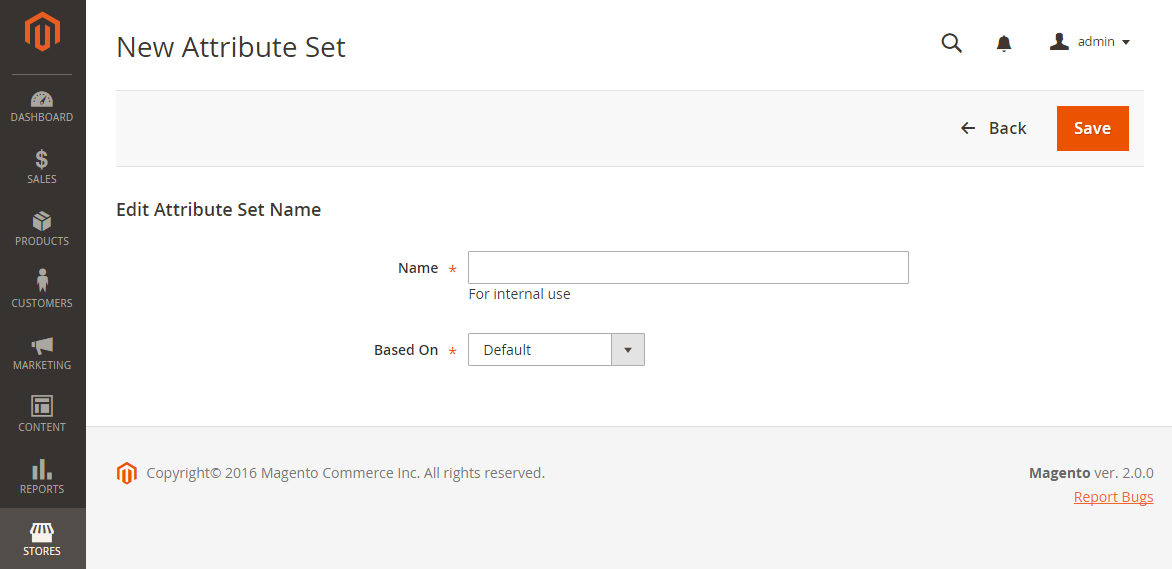 New Attribute Set
admin
Back
Save
DASHBOARD
SALES
PRODUCTS
CUSTOMERS
MARKETING
CONTENT
REPORTS
STORES
Edit Attribute Set Name
Name *
For internal use
Based On * Default
Copyright© 2016 Magento Commerce Inc. All rights reserved.
Magento ver. 2.0.0
Report Bugs